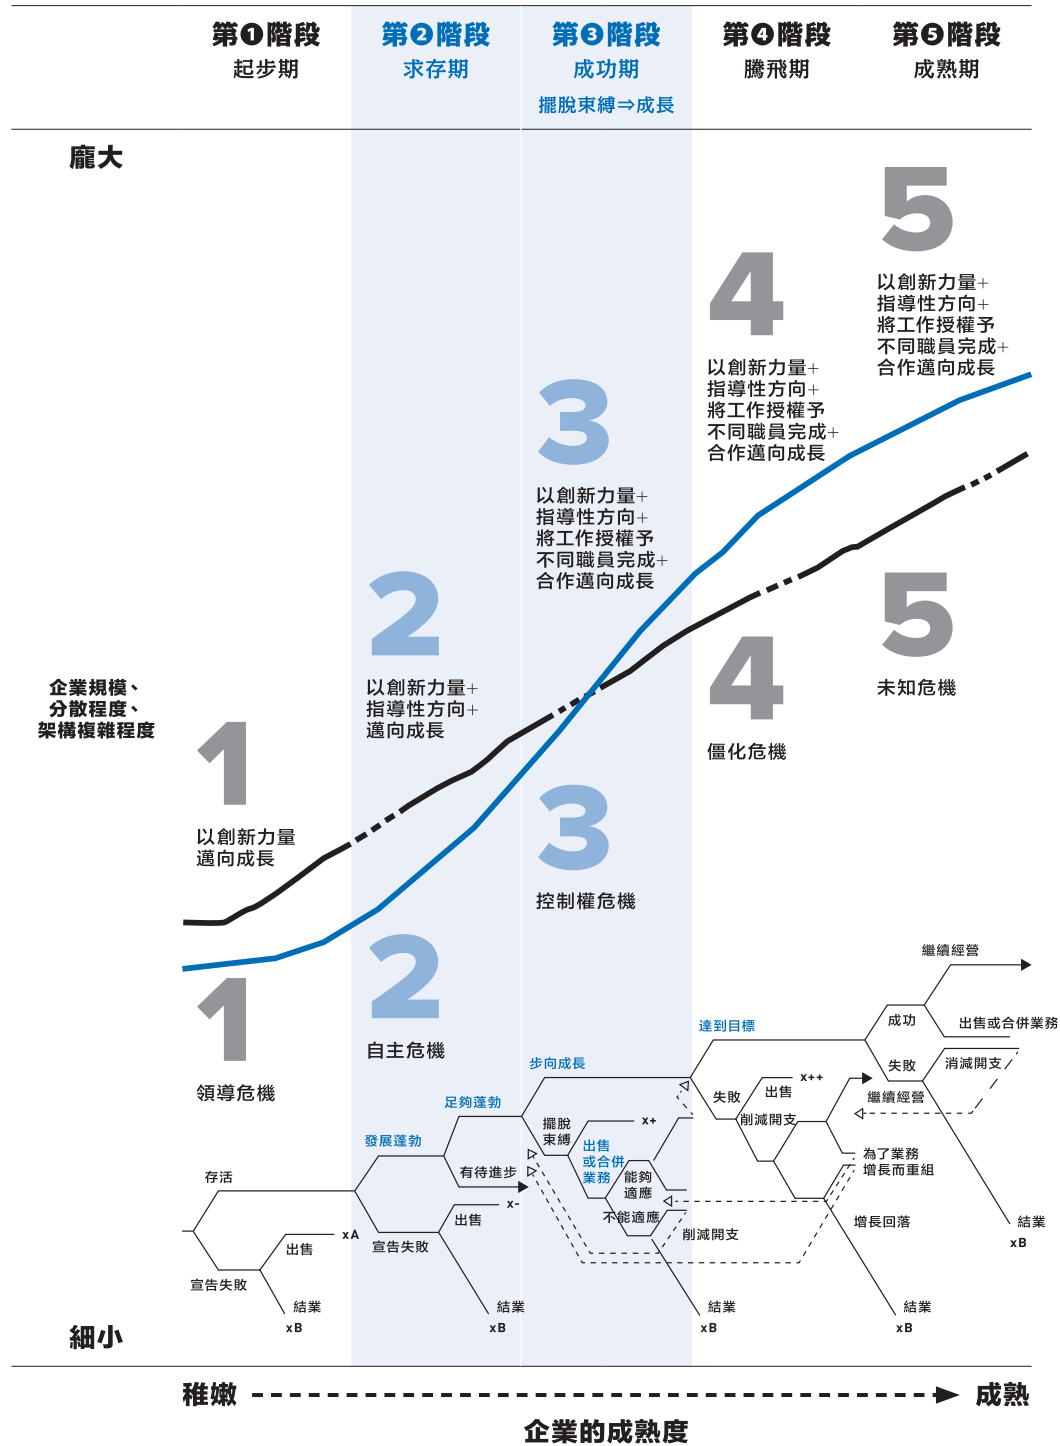 第❶階段
起步期
第❷階段
求存期
第❸階段
成功期
擺脫束縛⇒成長
第❹階段
騰飛期
第❺階段
成熟期
龐大
5
以創新力量+
指導性方向+
將工作授權予
不同職員完成+
合作邁向成長
4
以創新力量+
指導性方向+
將工作授權予
不同職員完成+
合作邁向成長
3
以創新力量+
指導性方向+
將工作授權予
不同職員完成+
合作邁向成長
2
以創新力量+
指導性方向+
邁向成長
企業規模、
分散程度、
架構複雜程度
1
以創新力量
邁向成長
5
未知危機
4
僵化危機
3
控制權危機
2
自主危機
1
領導危機
繼續經營
成功
出售或合併業務
達到目標
失敗
消減開支
步向成長
失敗
出售
x++
繼續經營
足夠蓬勃
擺脫
束縛
x+
削減開支
發展蓬勃
出售
或合併
業務
為了業務
增長而重組
有待進步
能夠
適應
存活
x-
出售
不能適應
增長回落
結業
xB
出售
xA
宣告失敗
削減開支
宣告失敗
結業
xB
結業
xB
結業
xB
結業
xB
細小
稚嫩
成熟
企業的成熟度